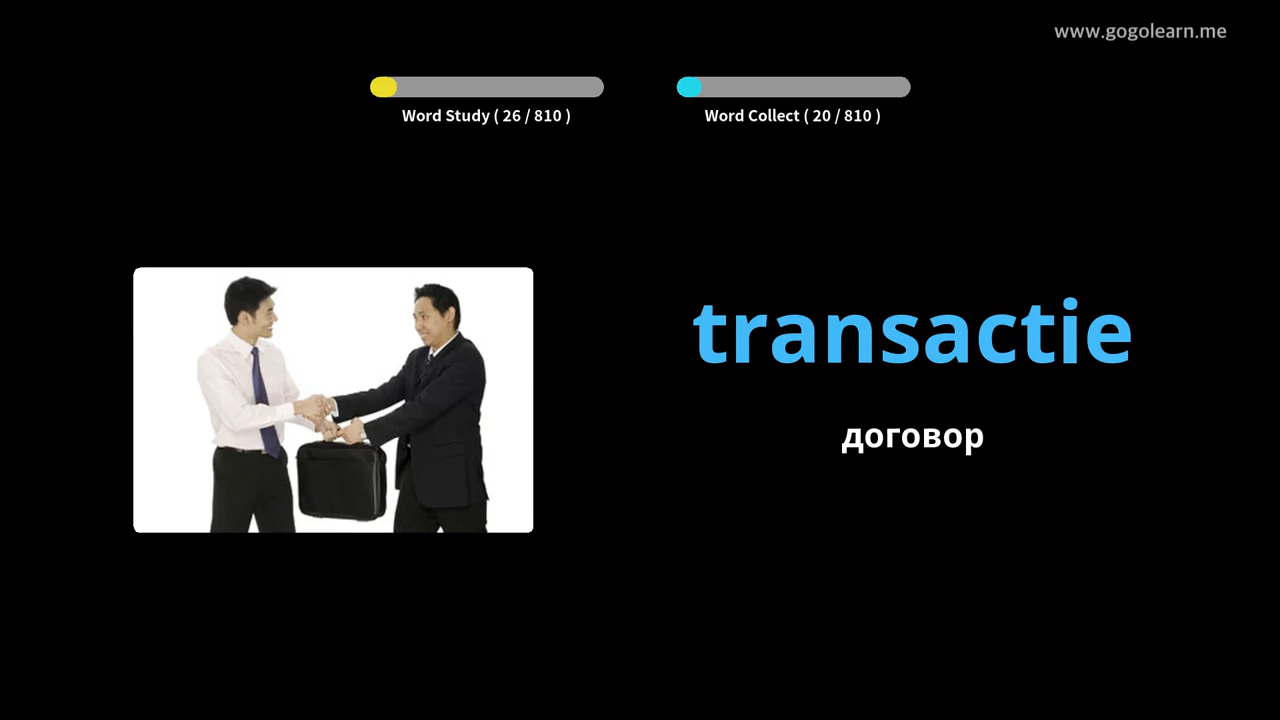 www.gogolearn.me
Word Study ( 26 / 810 )
Word Collect ( 20 / 810 )
transactie
договор